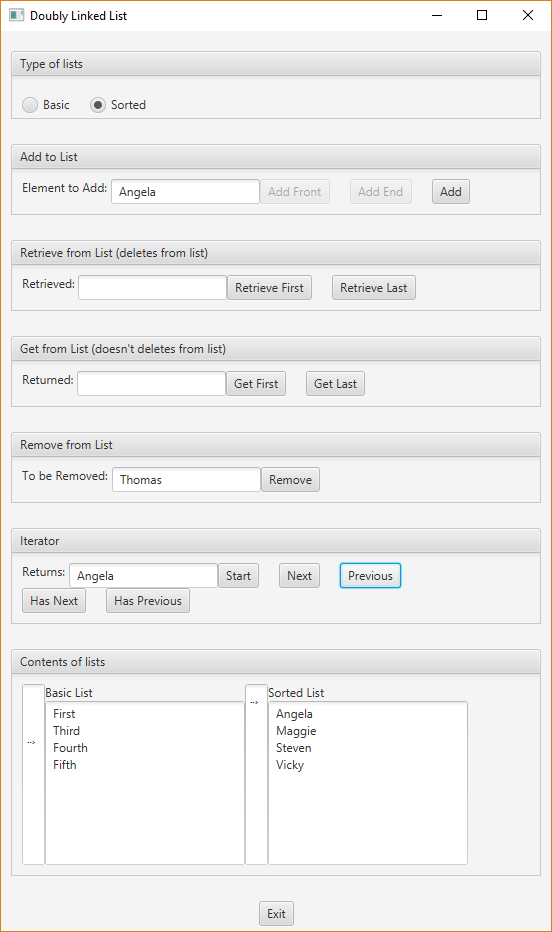 Doubly Linked List
Type of lists
Basic Sorted
Add to List
Element to Add: Angela Add Front Add End Add
Retrieve from List (deletes from list)
Retrieved: Retrieve First Retrieve Last
Get from List (doesn't deletes from list)
Returned: Get First Get Last
Remove from List
To be Removed: Thomas Remove
Iterator
Returns: Angela Start Next Previous
Has Next Has Previous
Contents of lists
Basic List
First
Third
-->
Fourth
Fifth
Sorted List
-->
Angela
Maggie
Steven
Vicky
Exit